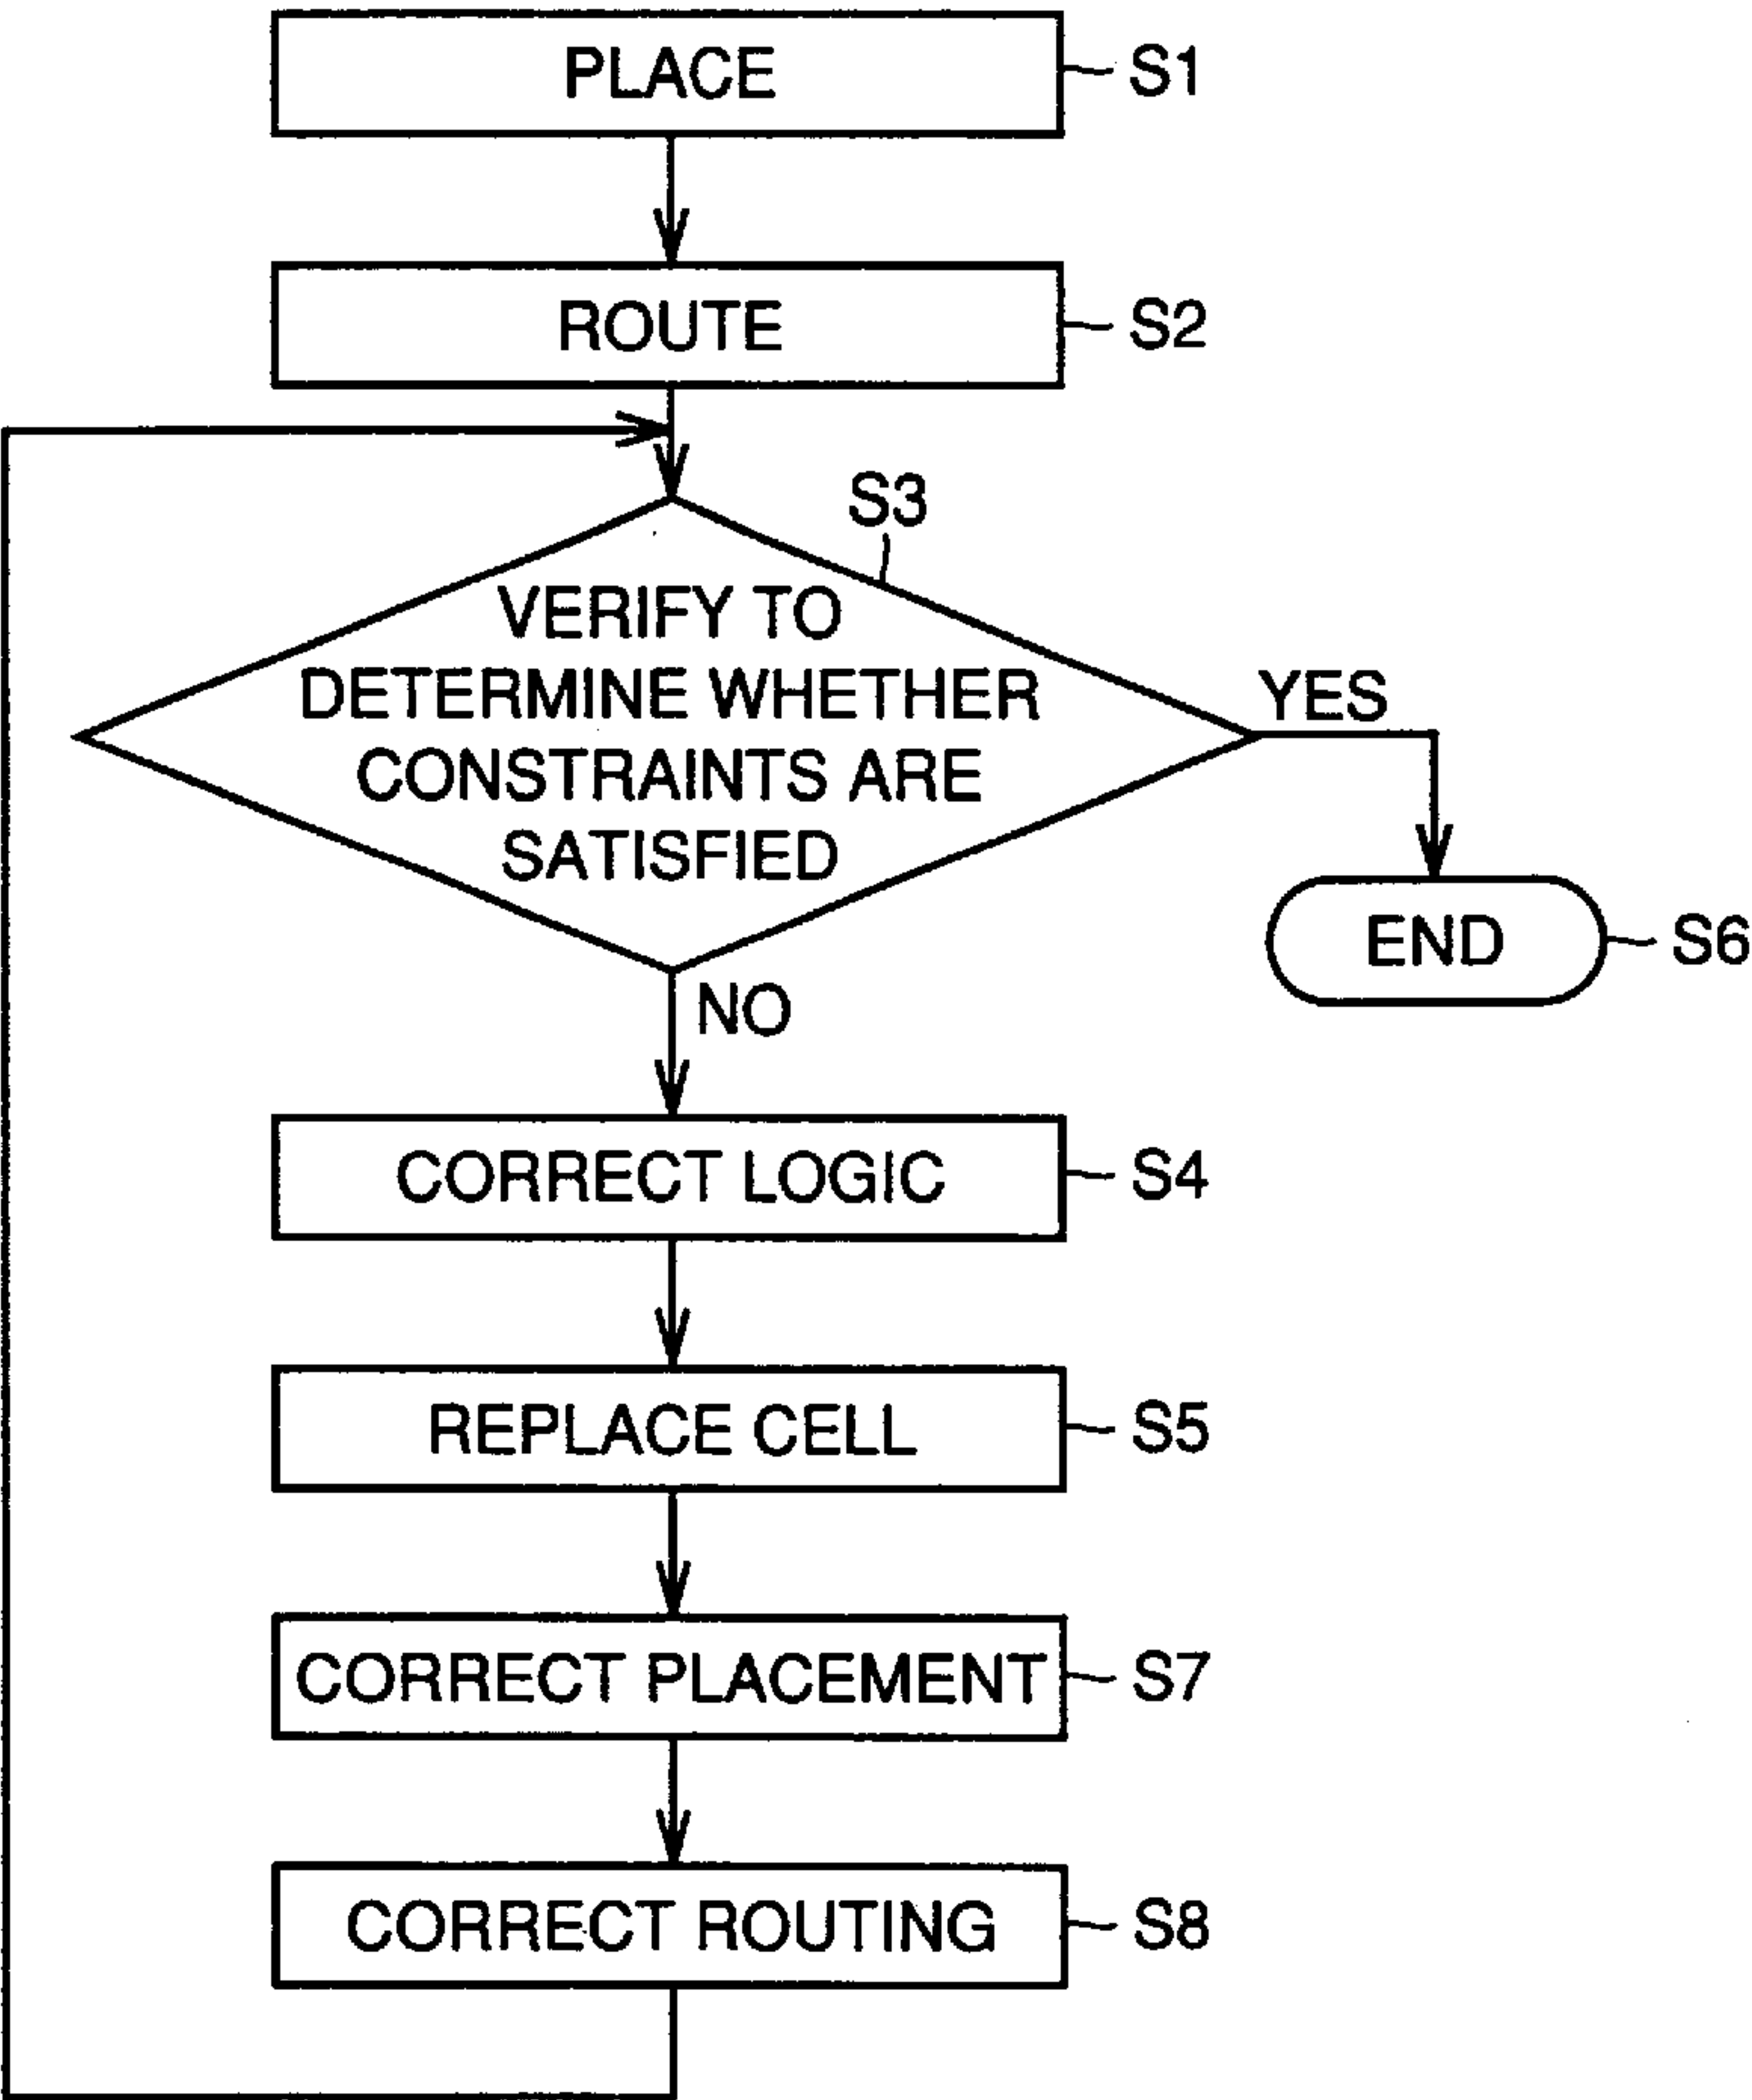 PLACE
S1
ROUTE
S2
S3
VERIFY TO
DETERMINE WHETHER
CONSTRAINTS ARE
SATISFIED
YES
END
S6
NO
CORRECT LOGIC
S4
REPLACE CELL
S5
CORRECT PLACEMENT
S7
CORRECT ROUTING
S8